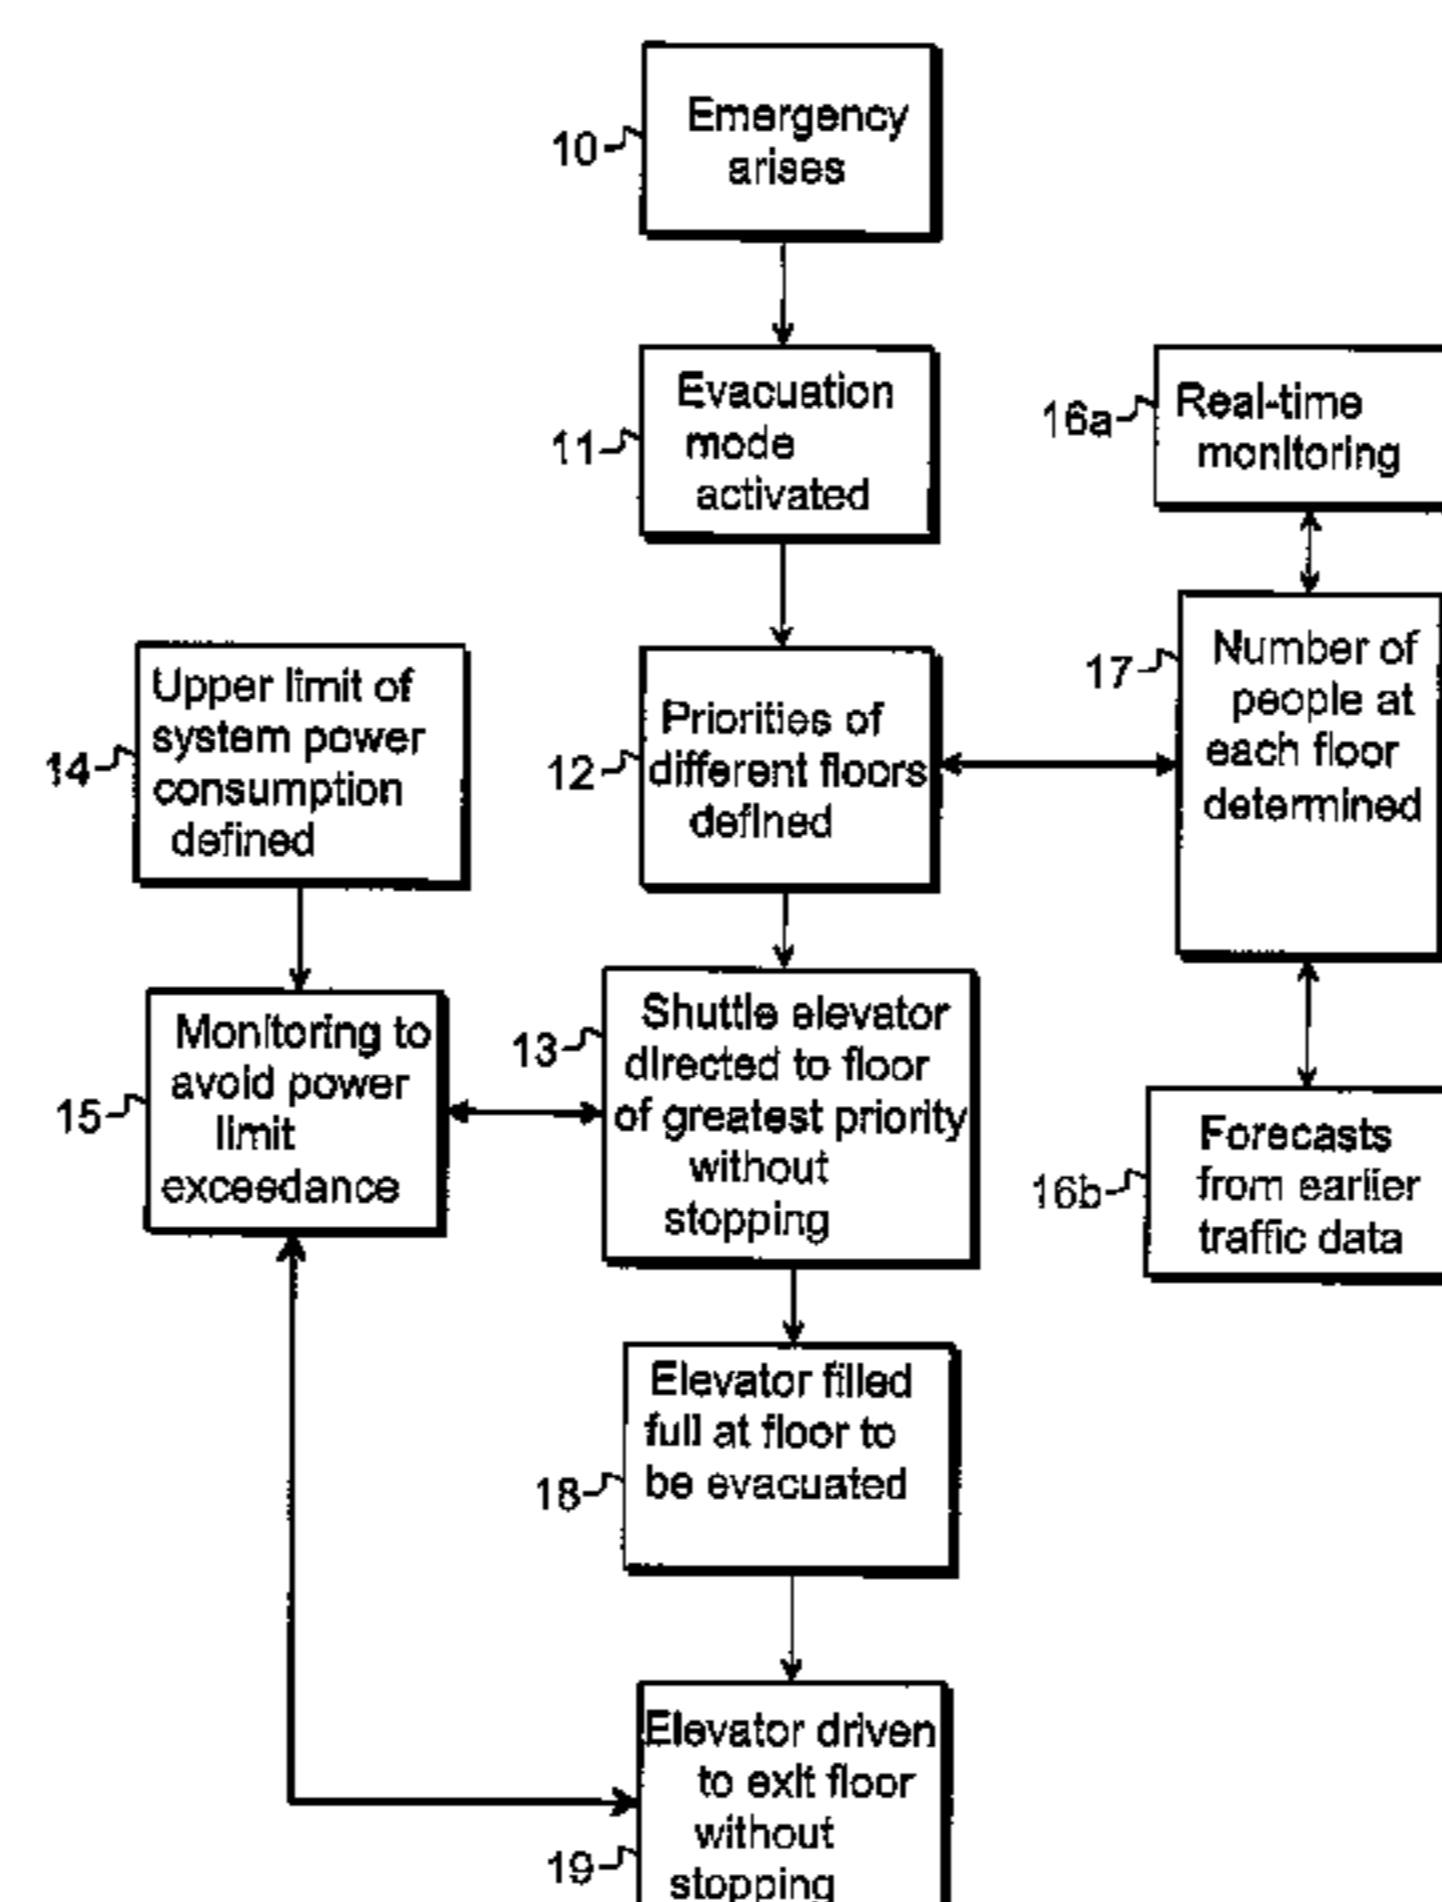 10
Emergency
arises
11
Evacuation
mode
activated
16a
Real-time
monitoring
14
Upper limit of
system power
consumption
defined
12
Priorities of
different floors
defined
17
Number of
people at
each floor
determined
15
Monitoring to
avoid power
limit
exceedance
13
Shuttle elevator
directed to floor
of greatest priority
without
stopping
16b
Forecasts
from earlier
traffic data
18
Elevator filled
full at floor to
be evacuated
19
Elevator driven
to exit floor
without
stopping